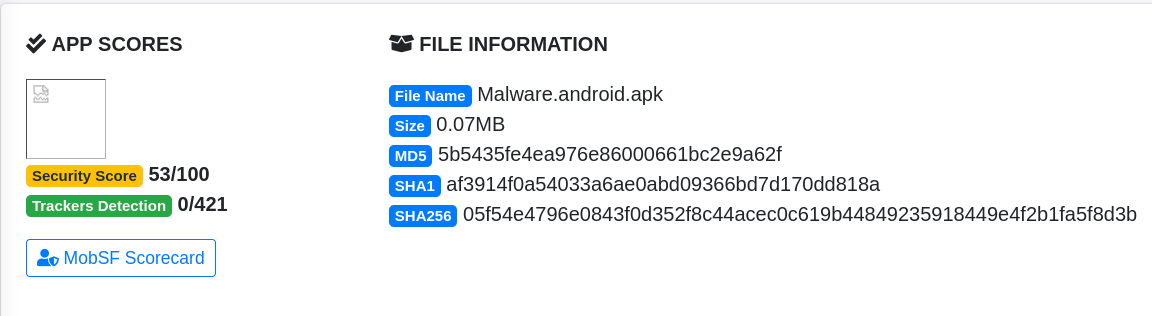 APP SCORES
Security Score 53/100
Trackers Detection 0/421
MobSF Scorecard
FILE INFORMATION
File Name Malware.android.apk
Size 0.07MB
MD5 5b5435fe4ea976e86000661bc2e9a62f
SHA1 af3914f0a54033a6ae0abd09366bd7d170dd818a
SHA256 05f54e4796e0843f0d352f8c44acec0c619b44849235918449e4f2b1fa5f8d3b